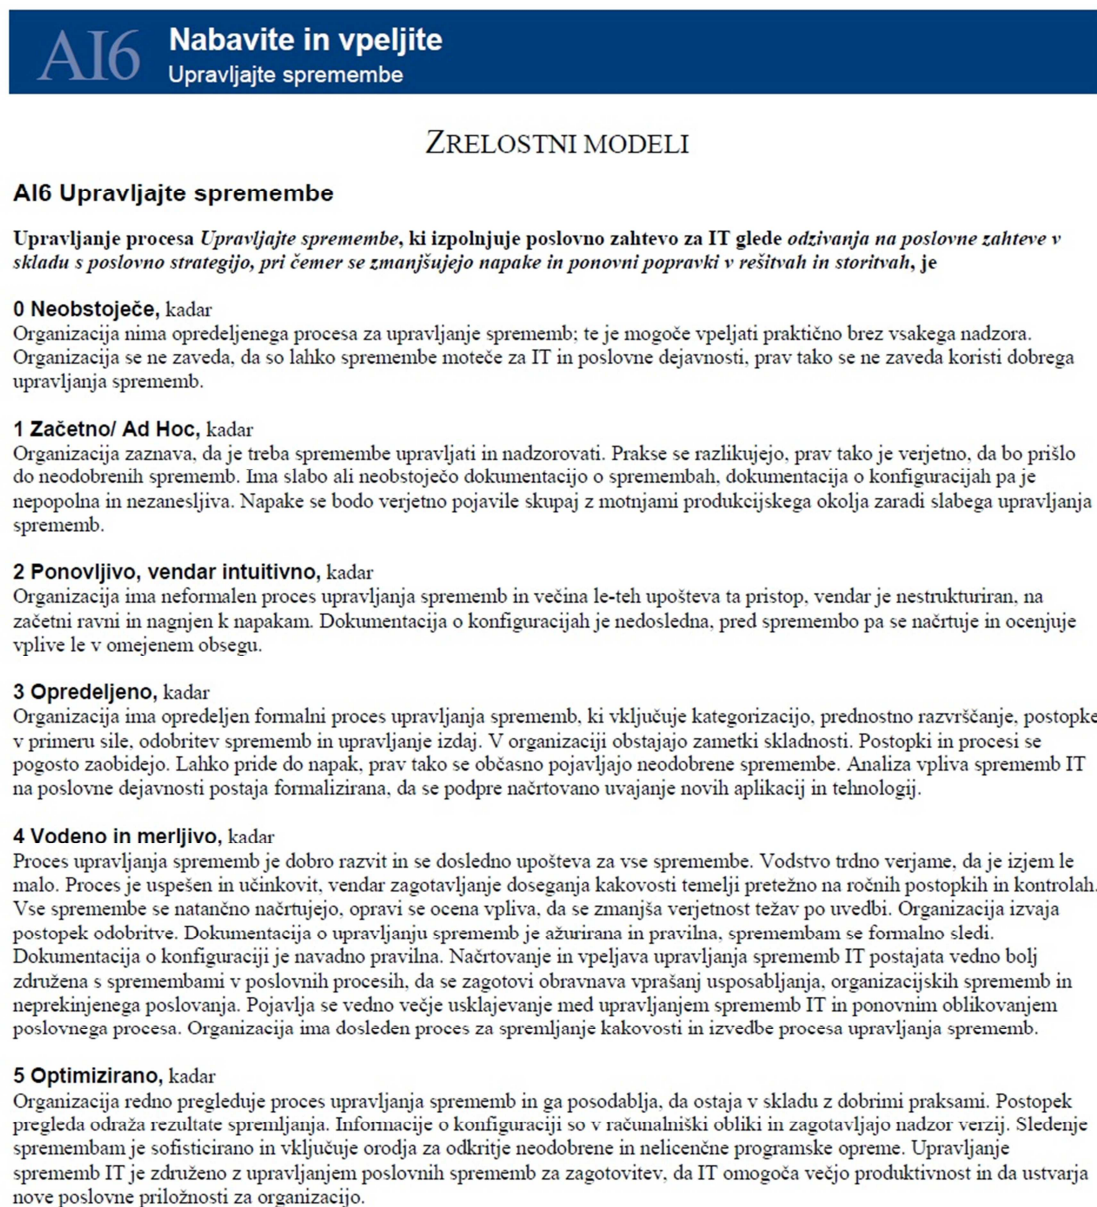 AI6
Nabavite in vpeljite
Upravljajte spremembe
ZRELOSTNI MODELI
AI6 Upravljajte spremembe
Upravljanje procesa Upravljajte spremembe, ki izpolnjuje poslovno zahtevo za IT glede odzivanja na poslovne zahteve v
skladu s poslovno strategijo, pri čemer se zmanjšujejo napake in ponovni popravki v rešitvah in storitvah, je
0 Neobstoječe, kadar
Organizacija nima opredeljenega procesa za upravljanje sprememb; te je mogoče vpeljati praktično brez vsakega nadzora.
Organizacija se ne zaveda, da so lahko spremembe moteče za IT in poslovne dejavnosti, prav tako se ne zaveda koristi dobrega
upravljanja sprememb.
1 Začetno/ Ad Hoc, kadar
Organizacija zaznava, da je treba spremembe upravljati in nadzorovati. Prakse se razlikujejo, prav tako je verjetno, da bo prišlo
do neodobrenih sprememb. Ima slabo ali neobstoječo dokumentacijo o spremembah, dokumentacija o konfiguracijah pa je
nepopolna in nezanesljiva. Napake se bodo verjetno pojavile skupaj z motnjami produkcijskega okolja zaradi slabega upravljanja
sprememb.
2 Ponovljivo, vendar intuitivno, kadar
Organizacija ima neformalen proces upravljanja sprememb in večina le-teh upošteva ta pristop, vendar je nestrukturiran, na
začetni ravni in nagnjen k napakam. Dokumentacija o konfiguracijah je nedosledna, pred spremembo pa se načrtuje in ocenjuje
vplive le v omejenem obsegu.
3 Opredeljeno, kadar
Organizacija ima opredeljen formalni proces upravljanja sprememb, ki vključuje kategorizacijo, prednostno razvrščanje, postopke
v primeru sile, odobritev sprememb in upravljanje izdaj. V organizaciji obstajajo zametki skladnosti. Postopki in procesi se
pogosto zaobidejo. Lahko pride do napak, prav tako se občasno pojavljajo neodobrene spremembe. Analiza vpliva sprememb IT
na poslovne dejavnosti postaja formalizirana, da se podpre načrtovano uvajanje novih aplikacij in tehnologij.
4 Vodeno in merljivo, kadar
Proces upravljanja sprememb je dobro razvit in se dosledno upošteva za vse spremembe. Vodstvo trdno verjame, da je izjem le
malo. Proces je uspešen in učinkovit, vendar zagotavljanje doseganja kakovosti temelji pretežno na ročnih postopkih in kontrolah.
Vse spremembe se natančno načrtujejo, opravi se ocena vpliva, da se zmanjša verjetnost težav po uvedbi. Organizacija izvaja
postopek odobritve. Dokumentacija o upravljanju sprememb je ažurirana in pravilna, spremembam se formalno sledi.
Dokumentacija o konfiguraciji je navadno pravilna. Načrtovanje in vpeljava upravljanja sprememb IT postajata vedno bolj
združena s spremembami v poslovnih procesih, da se zagotovi obravnava vprašanj usposabljanja, organizacijskih sprememb in
neprekinjenega poslovanja. Pojavlja se vedno večje usklajevanje med upravljanjem sprememb IT in ponovnim oblikovanjem
poslovnega procesa. Organizacija ima dosleden proces za spremljanje kakovosti in izvedbe procesa upravljanja sprememb.
5 Optimizirano, kadar
Organizacija redno pregleduje proces upravljanja sprememb in ga posodablja, da ostaja v skladu z dobrimi praksami. Postopek
pregleda odraža rezultate spremljanja. Informacije o konfiguraciji so v računalniški obliki in zagotavljajo nadzor verzij. Sledenje
spremembam je sofisticirano in vključuje orodja za odkritje neodobrene in nelicenčne programske opreme. Upravljanje
sprememb IT je združeno z upravljanjem poslovnih sprememb za zagotovitev, da IT omogoča večjo produktivnost in da ustvarja
nove poslovne priložnosti za organizacijo.